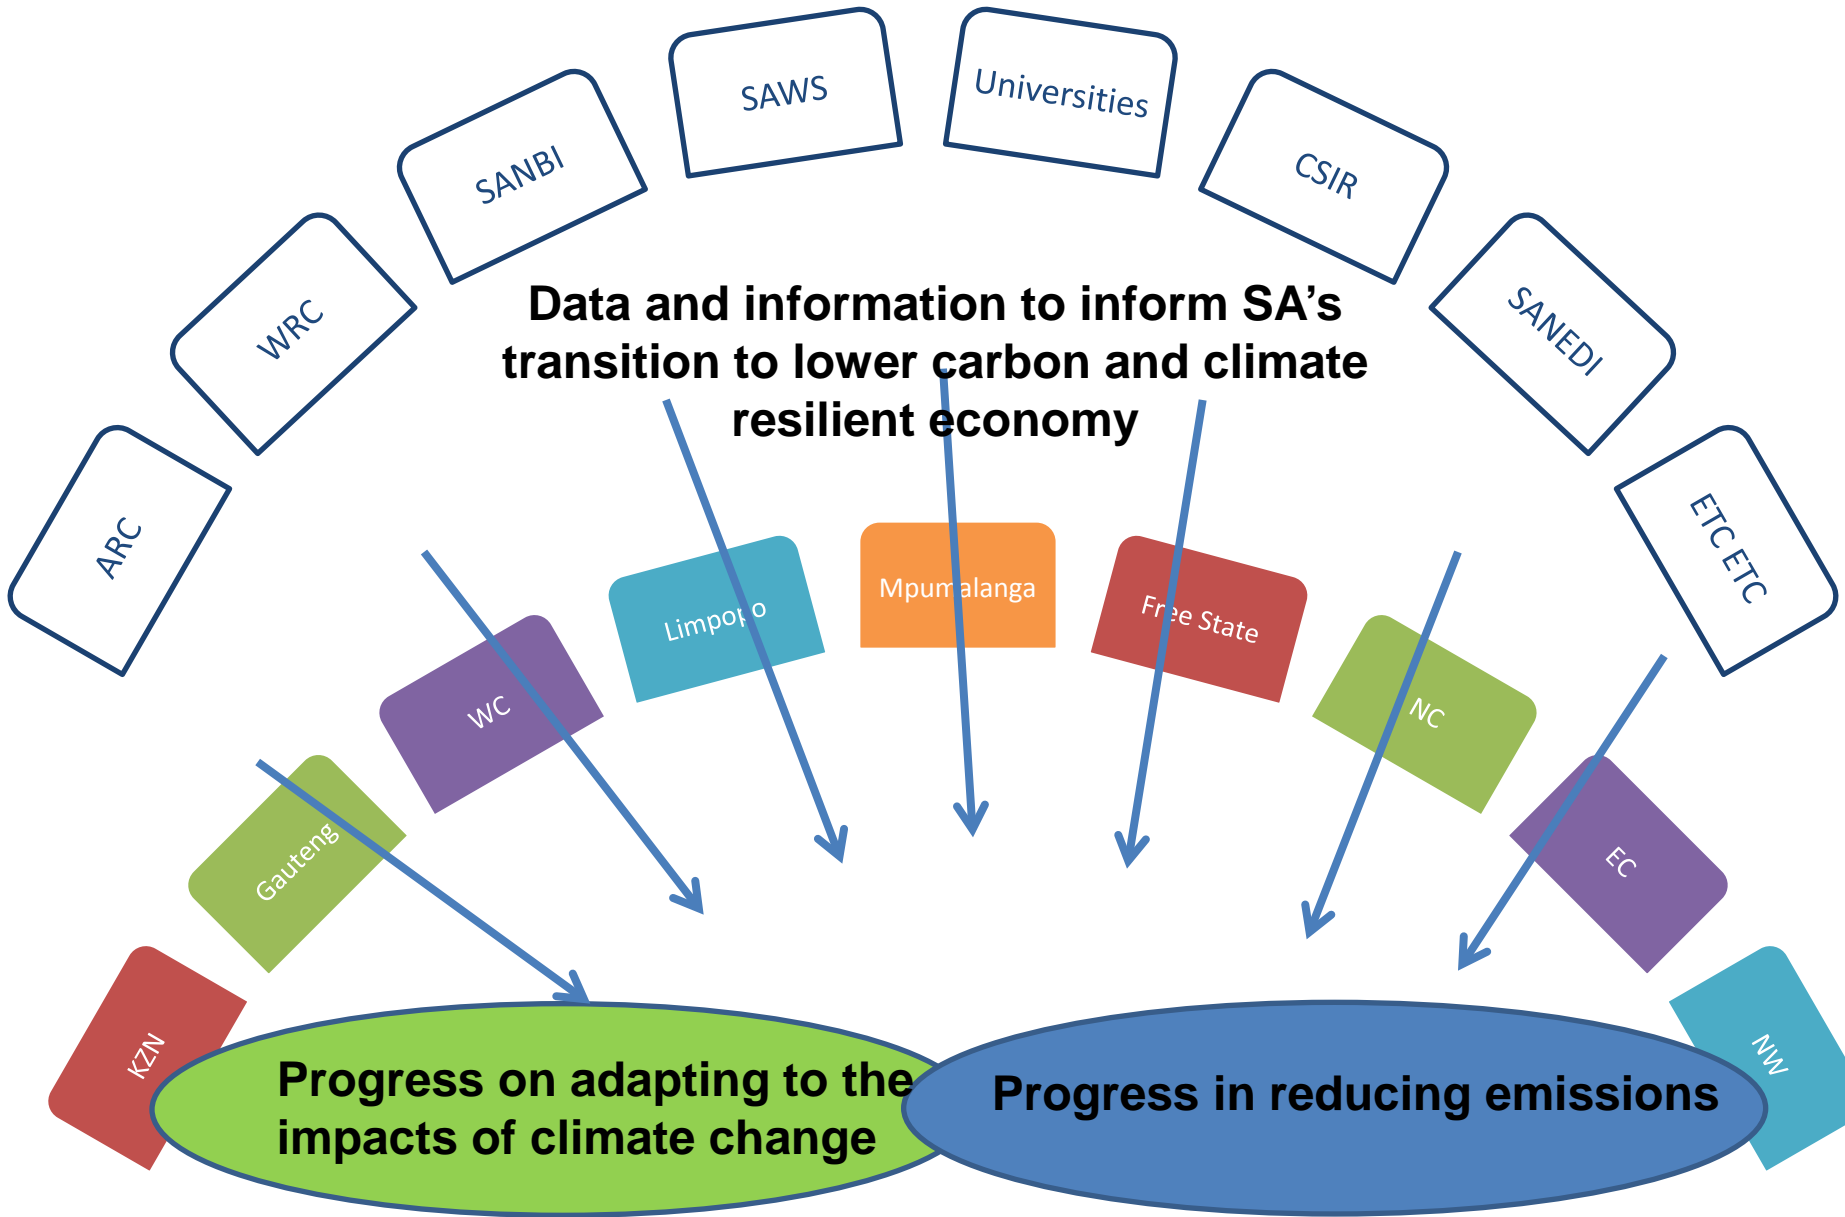 SAWS
Universities
SANBI
CSIR
WRC
SANEDI
ARC
ETC ETC
Data and information to inform SA’s
transition to lower carbon and climate
resilient economy
Mpumalanga
Limpopo
Free State
WC
NC
Gauteng
EC
KZN
NW
Progress on adapting to the
impacts of climate change
Progress in reducing emissions